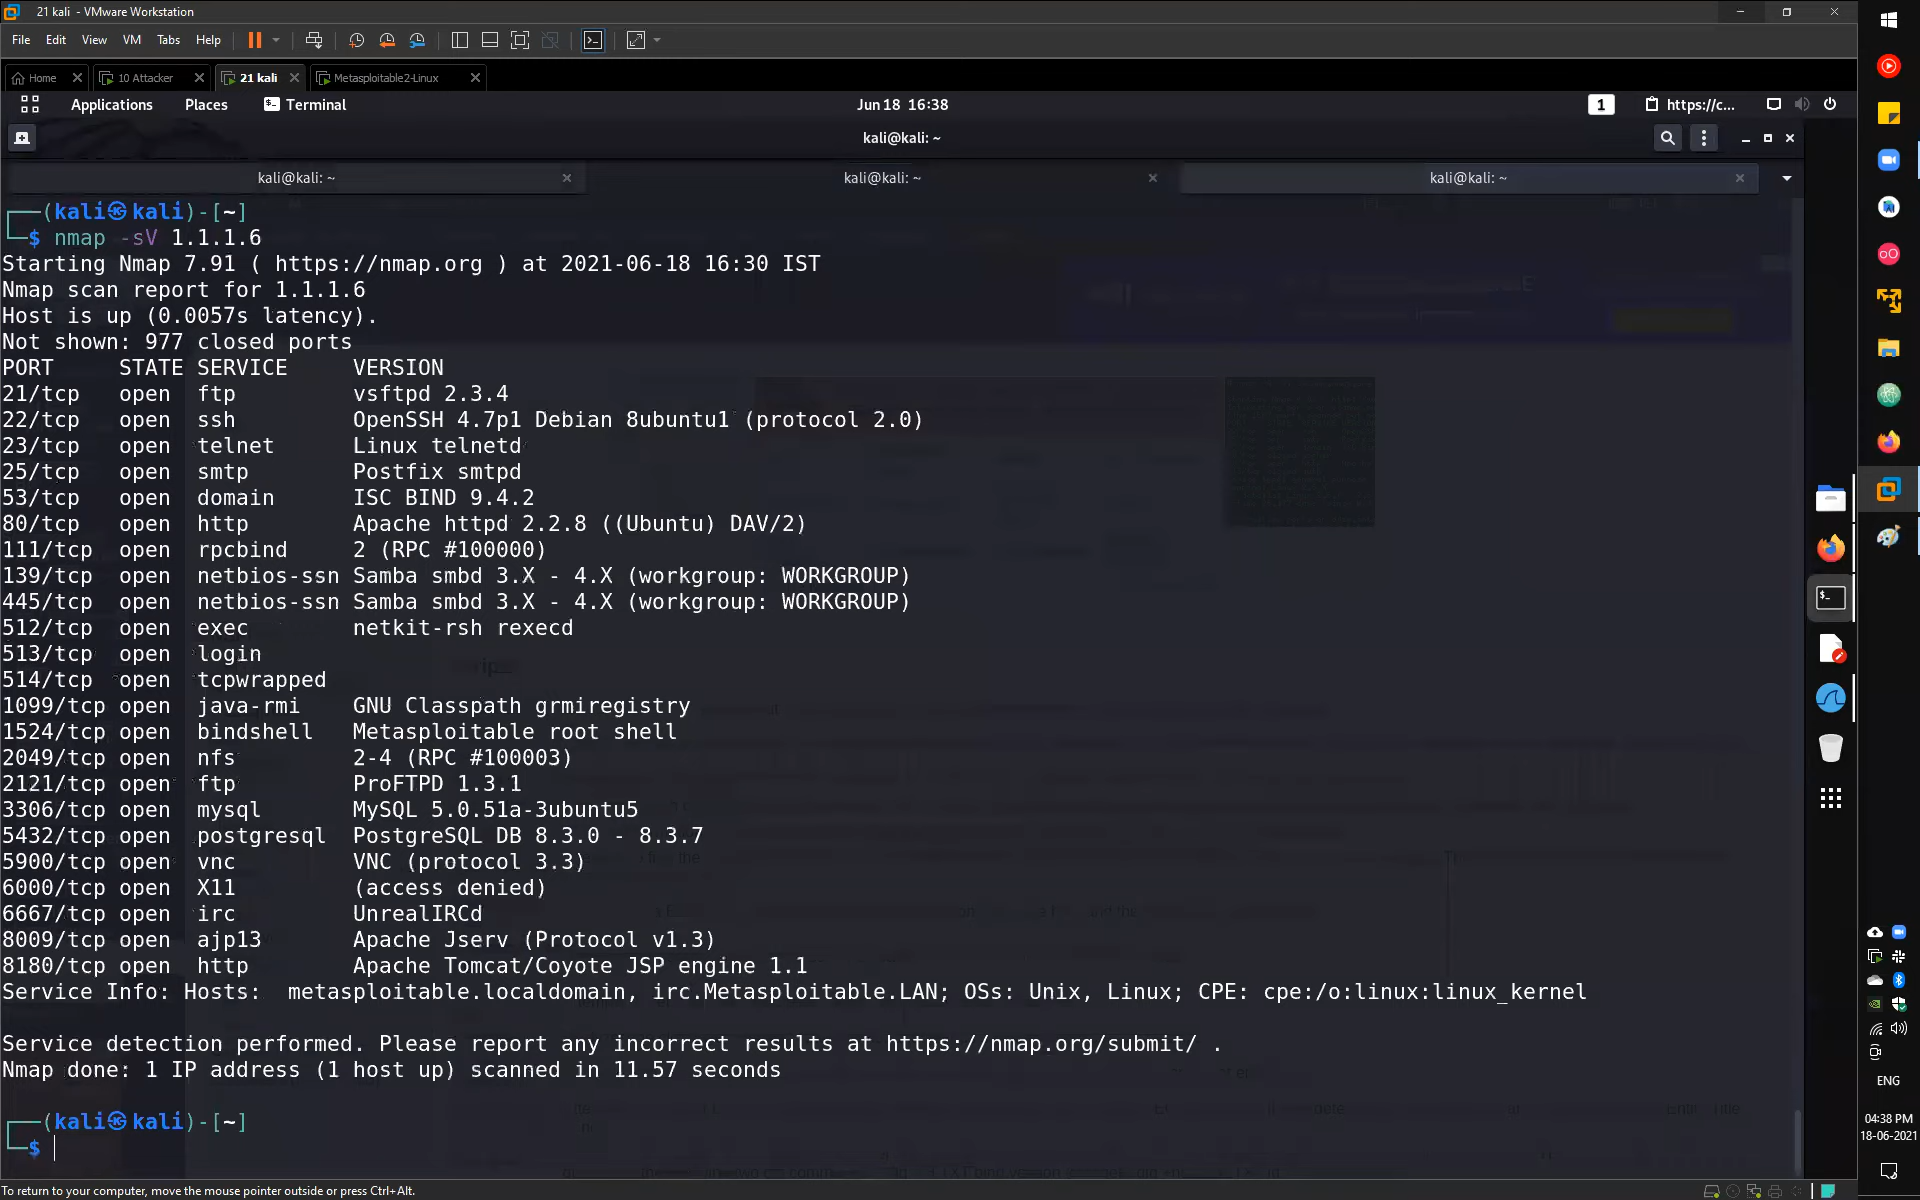 21 kali - VMware Workstation
File Edit View VM Tabs Help
Home 10 Attacker 21 kali Metasploitable2-Linux
Applications Places Terminal Jun 18 16:38 1 https://c...
kali@kali: ~
kali@kali: ~ kali@kali: ~ kali@kali: ~
(kali㉿kali)-[~]
$ nmap -sV 1.1.1.6
Starting Nmap 7.91 ( https://nmap.org ) at 2021-06-18 16:30 IST
Nmap scan report for 1.1.1.6
Host is up (0.0057s latency).
Not shown: 977 closed ports
PORT STATE SERVICE VERSION
21/tcp open ftp vsftpd 2.3.4
22/tcp open ssh OpenSSH 4.7p1 Debian 8ubuntu1 (protocol 2.0)
23/tcp open telnet Linux telnetd
25/tcp open smtp Postfix smtpd
53/tcp open domain ISC BIND 9.4.2
80/tcp open http Apache httpd 2.2.8 ((Ubuntu) DAV/2)
111/tcp open rpcbind 2 (RPC #100000)
139/tcp open netbios-ssn Samba smbd 3.X - 4.X (workgroup: WORKGROUP)
445/tcp open netbios-ssn Samba smbd 3.X - 4.X (workgroup: WORKGROUP)
512/tcp open exec netkit-rsh rexecd
513/tcp open login
514/tcp open tcpwrapped
1099/tcp open java-rmi GNU Classpath grmiregistry
1524/tcp open bindshell Metasploitable root shell
2049/tcp open nfs 2-4 (RPC #100003)
2121/tcp open ftp ProFTPD 1.3.1
3306/tcp open mysql MySQL 5.0.51a-3ubuntu5
5432/tcp open postgresql PostgreSQL DB 8.3.0 - 8.3.7
5900/tcp open vnc VNC (protocol 3.3)
6000/tcp open X11 (access denied)
6667/tcp open irc UnrealIRCd
8009/tcp open ajp13 Apache Jserv (Protocol v1.3)
8180/tcp open http Apache Tomcat/Coyote JSP engine 1.1
Service Info: Hosts:  metasploitable.localdomain, irc.Metasploitable.LAN; OSs: Unix, Linux; CPE: cpe:/o:linux:linux_kernel
Service detection performed. Please report any incorrect results at https://nmap.org/submit/ .
Nmap done: 1 IP address (1 host up) scanned in 11.57 seconds
(kali㉿kali)-[~]
$
ENG
04:38 PM
18-06-2021
To return to your computer, move the mouse pointer outside or press Ctrl+Alt.